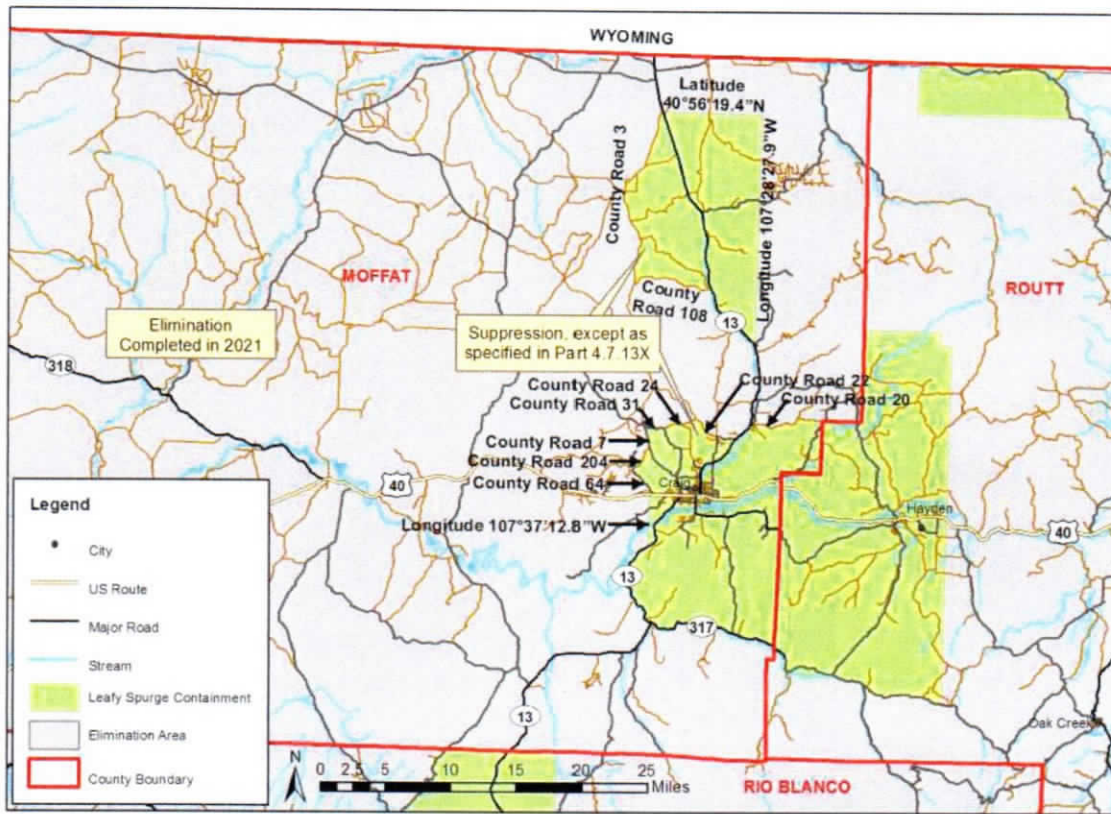 WYOMING
Latitude
40°56'19.4"N
County Road 3
Longitude 107°28'27.9"W
MOFFAT
ROUTT
County
Road 108
13
Elimination
Completed in 2021
Suppression, except as
specified in Part 4.7.13X
318
County Road 24
County Road 22
County Road 31
County Road 20
County Road 7
County Road 204
40
County Road 64
Craig
Hayden
40
Longitude 107°37'12.8"W
13
317
13
Oak Creek
Legend
City
US Route
Major Road
Stream
Leafy Spurge Containment
Elimination Area
County Boundary
N
0 2.5 5 10 15 20 25
Miles
RIO BLANCO